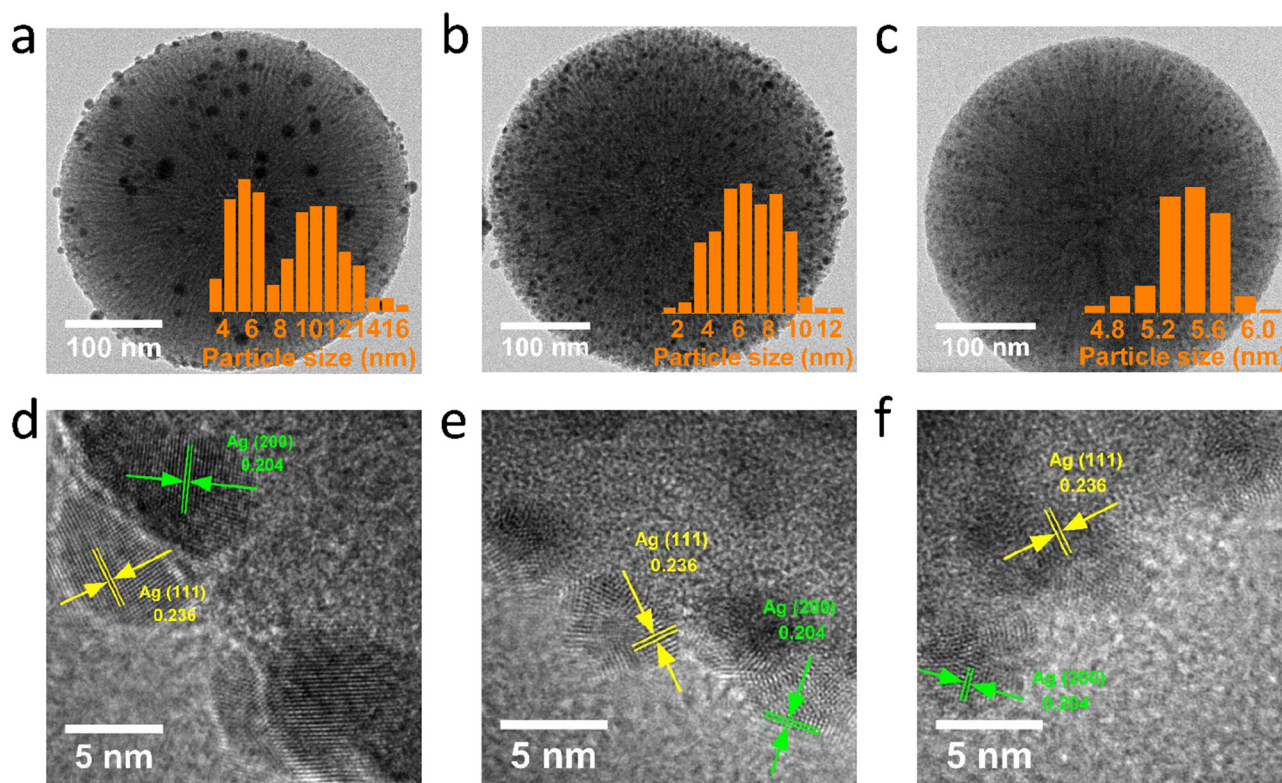 a
b
c
4 6 8 10 12 14 16
Particle size (nm)
100 nm
2 4 6 8 10 12
Particle size (nm)
100 nm
4.8 5.2 5.6 6.0
Particle size (nm)
100 nm
d
e
f
Ag (200)
0.204
Ag (111)
0.236
5 nm
Ag (111)
0.236
Ag (200)
0.204
5 nm
Ag (111)
0.236
Ag (200)
0.204
5 nm